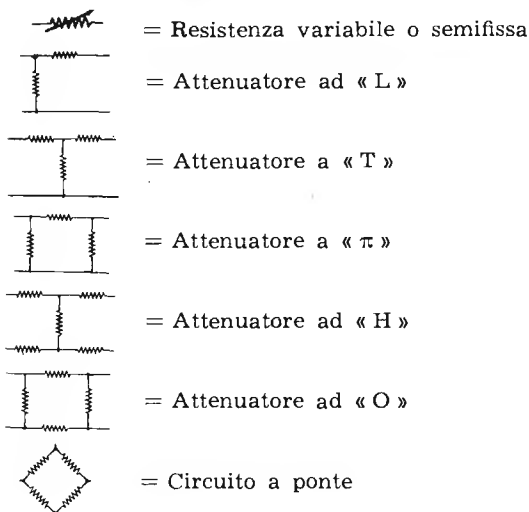 = Resistenza variabile o semifissa
= Attenuatore ad « L »
= Attenuatore a « T »
= Attenuatore a « π »
= Attenuatore ad « H »
= Attenuatore ad « O »
= Circuito a ponte